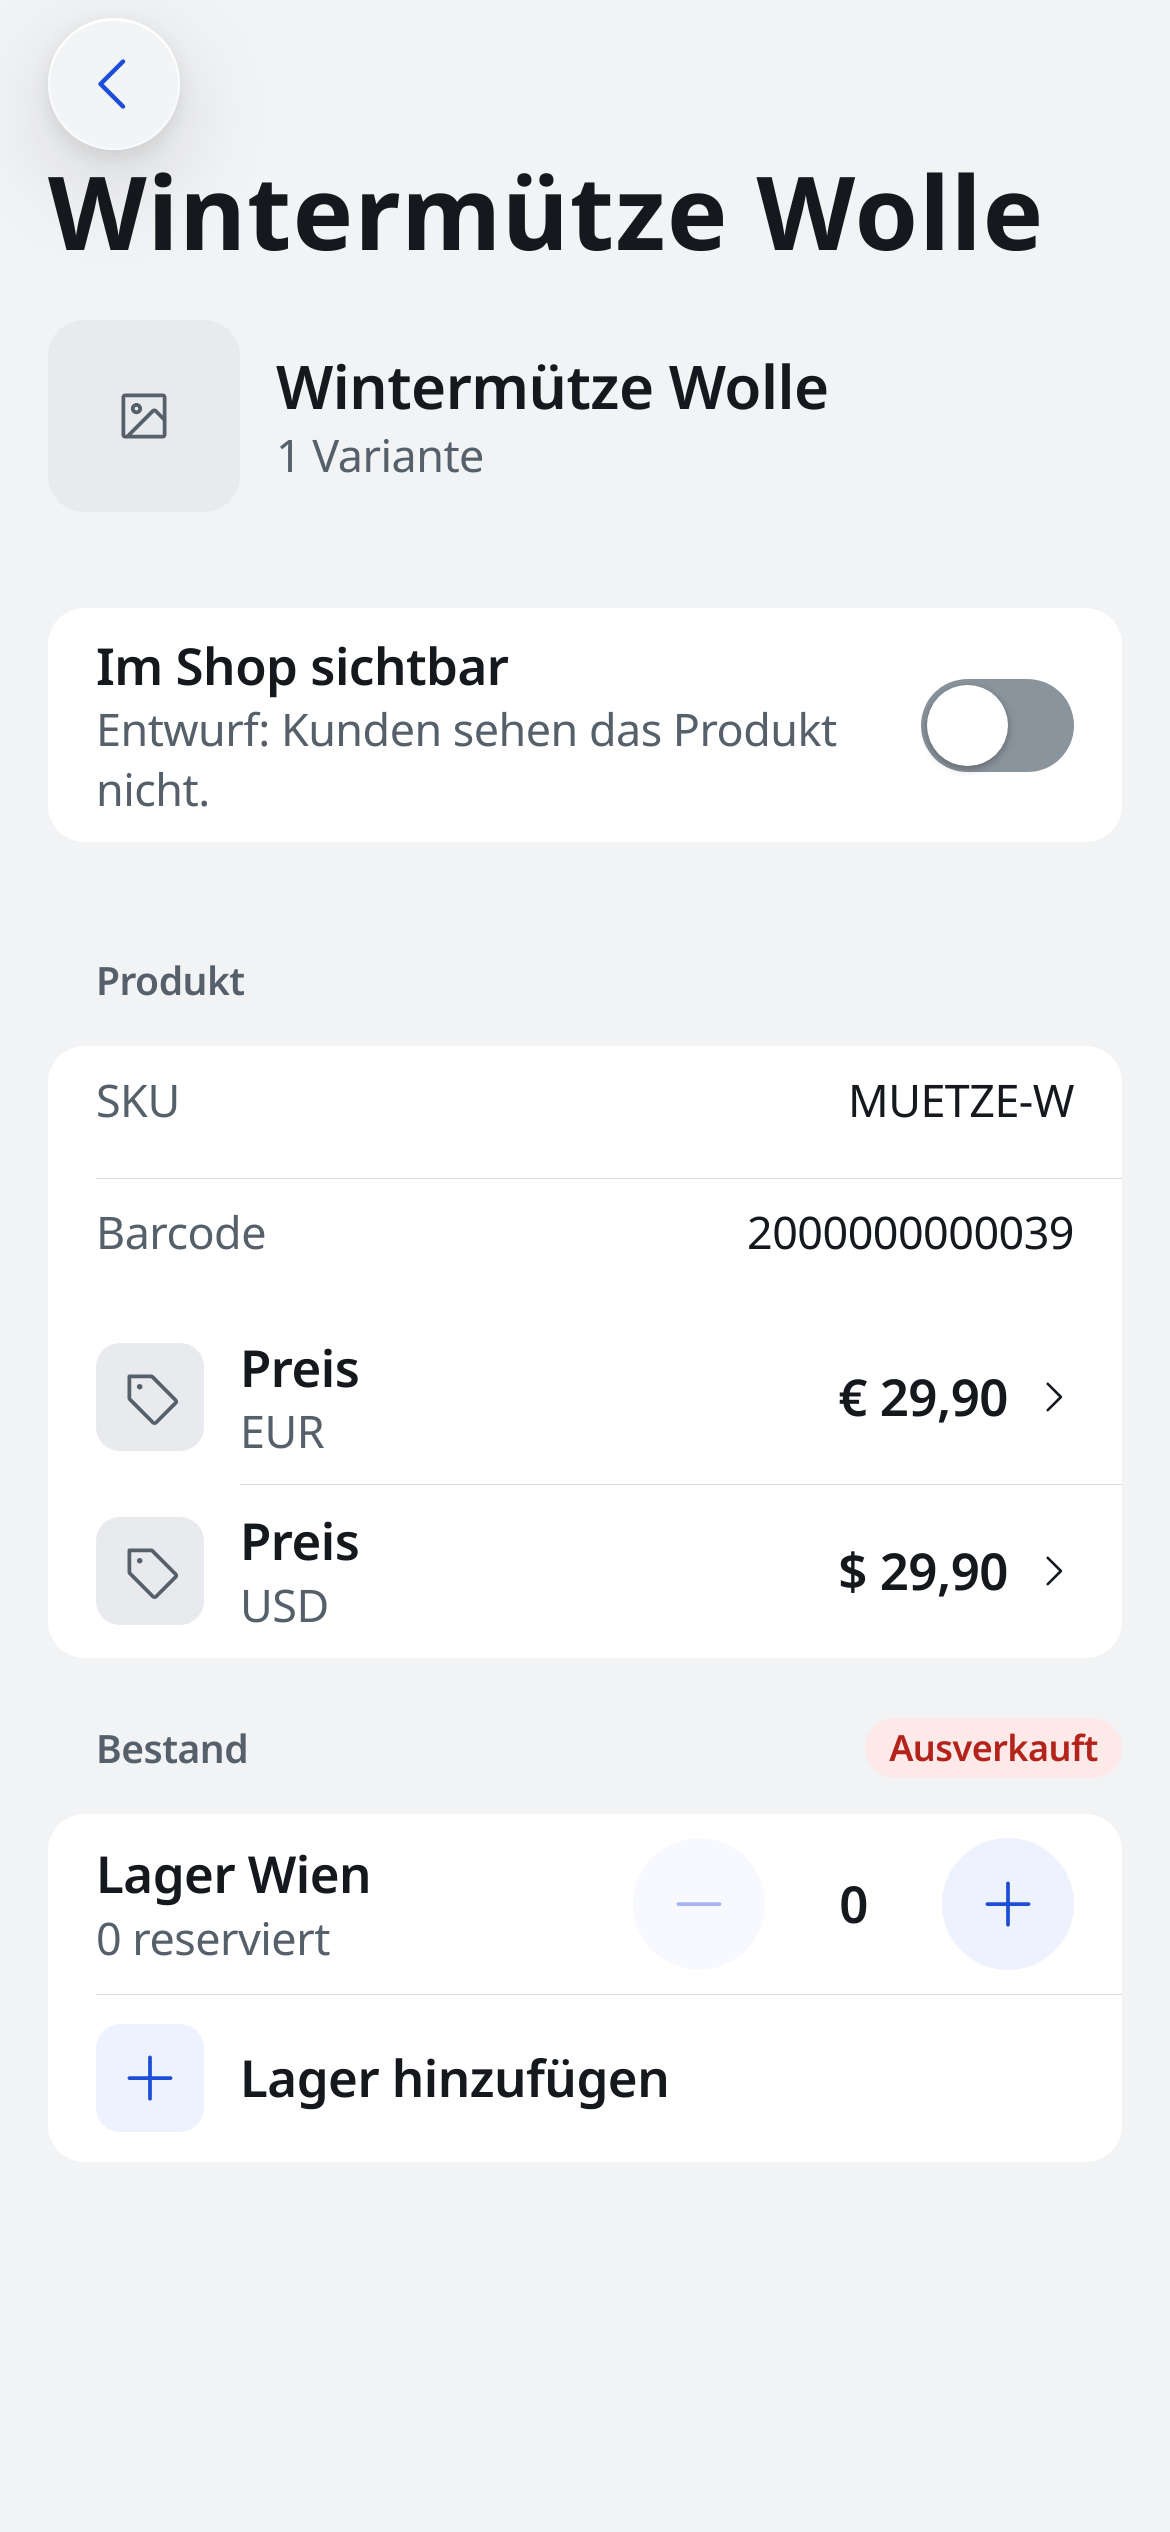 Wintermütze Wolle
Wintermütze Wolle
1 Variante
Im Shop sichtbar
Entwurf: Kunden sehen das Produkt
nicht.
Produkt
SKU MUETZE-W
Barcode 2000000000039
Preis
EUR
€ 29,90
Preis
USD
$ 29,90
Bestand Ausverkauft
Lager Wien
0 reserviert
0
Lager hinzufügen